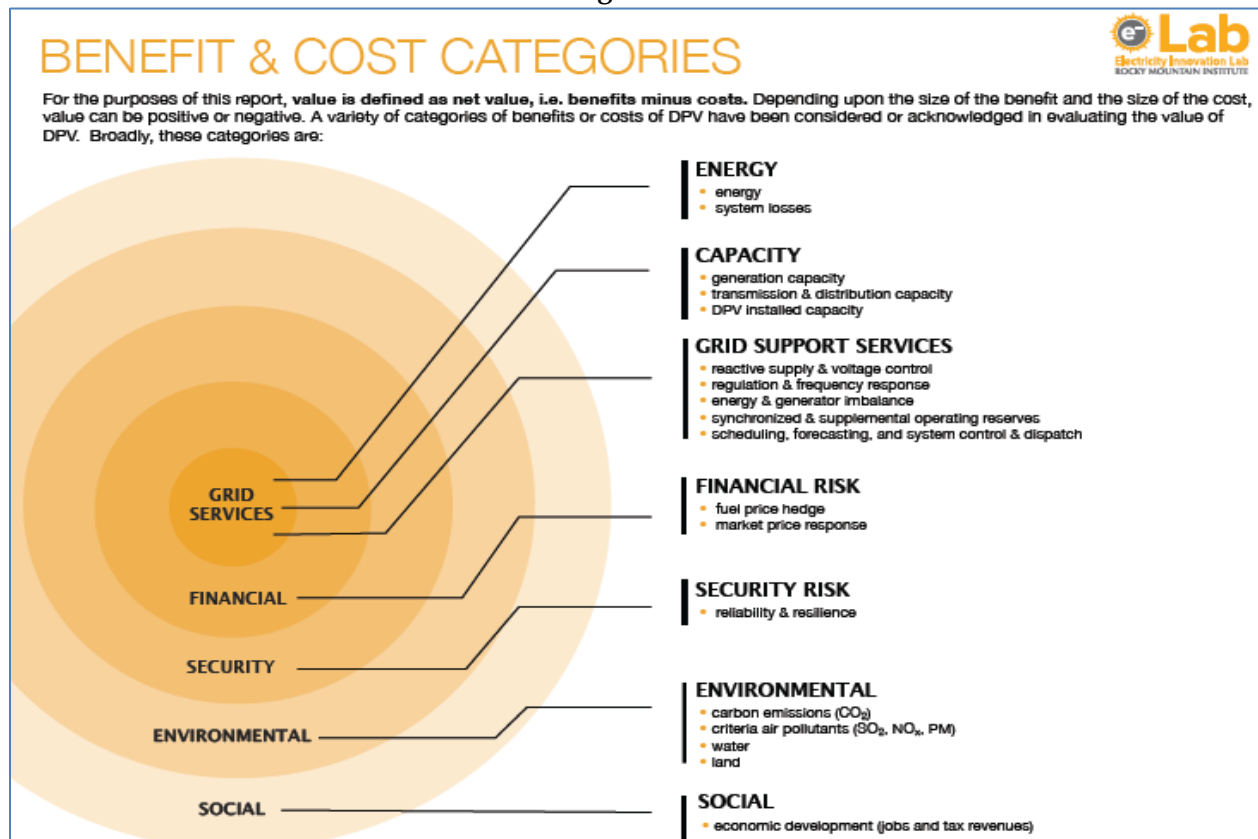 BENEFIT & COST CATEGORIES
e⁻ Lab
Electricity Innovation Lab
ROCKY MOUNTAIN INSTITUTE
For the purposes of this report, value is defined as net value, i.e. benefits minus costs. Depending upon the size of the benefit and the size of the cost,
value can be positive or negative. A variety of categories of benefits or costs of DPV have been considered or acknowledged in evaluating the value of
DPV. Broadly, these categories are:
ENERGY
• energy
• system losses
CAPACITY
• generation capacity
• transmission & distribution capacity
• DPV installed capacity
GRID SUPPORT SERVICES
• reactive supply & voltage control
• regulation & frequency response
• energy & generator imbalance
• synchronized & supplemental operating reserves
• scheduling, forecasting, and system control & dispatch
GRID
SERVICES
FINANCIAL RISK
• fuel price hedge
• market price response
FINANCIAL
SECURITY RISK
• reliability & resilience
SECURITY
ENVIRONMENTAL
• carbon emissions (CO₂)
• criteria air pollutants (SO₂, NOₓ, PM)
• water
• land
ENVIRONMENTAL
SOCIAL
• economic development (jobs and tax revenues)
SOCIAL